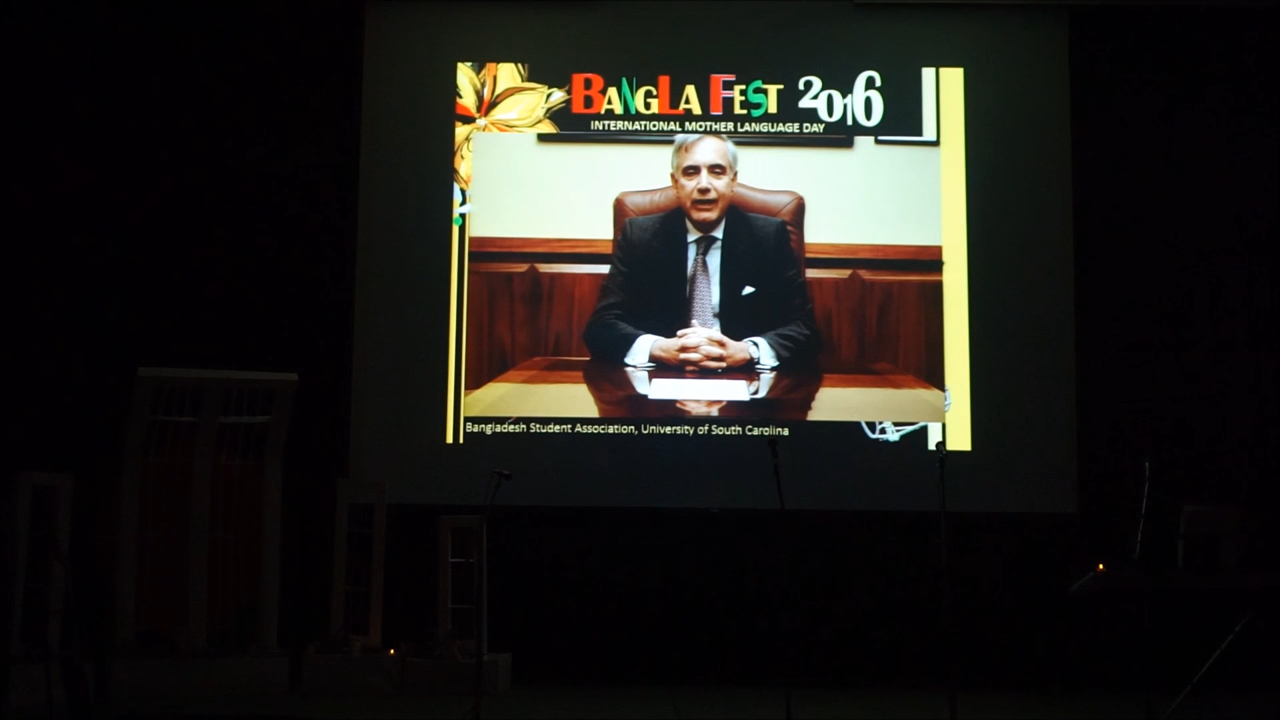 BANGLA FEST 2016
INTERNATIONAL MOTHER LANGUAGE DAY
Bangladesh Student Association, University of South Carolina